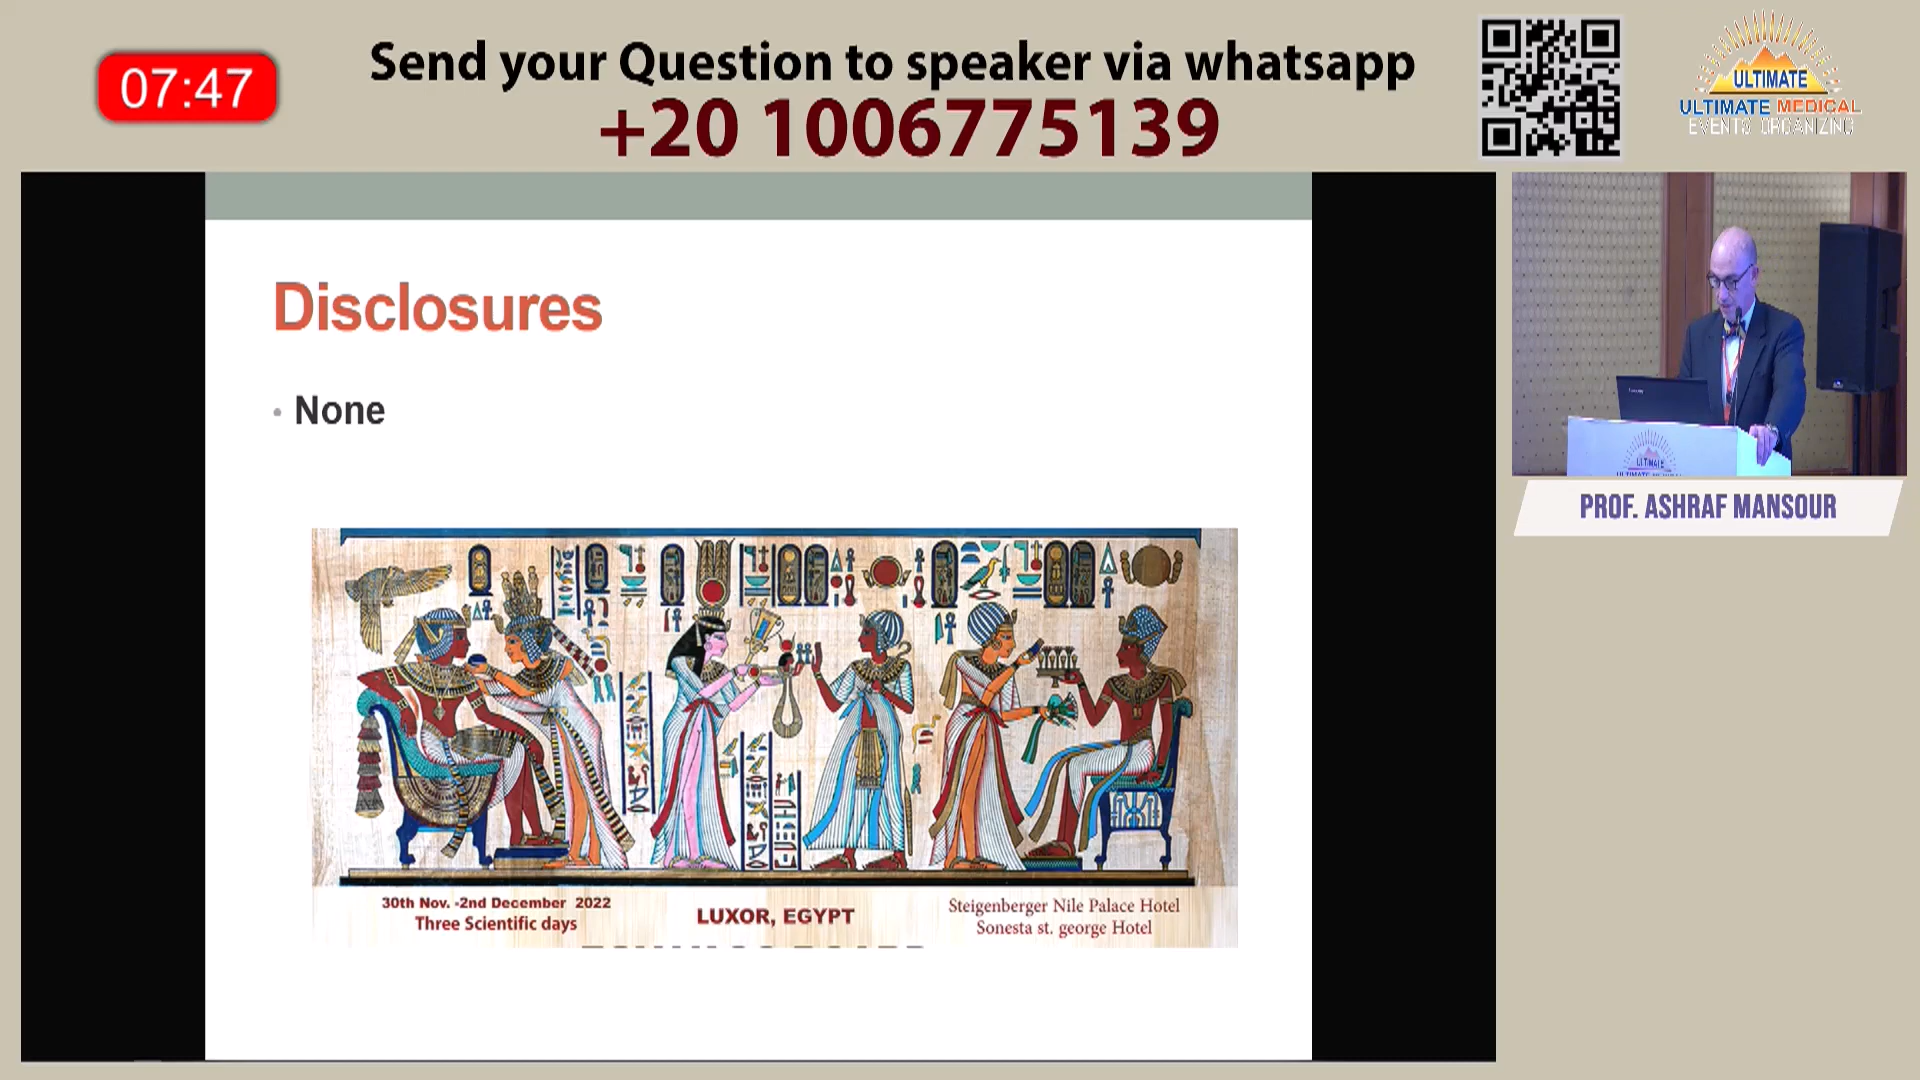 07:47
Send your Question to speaker via whatsapp
+20 1006775139
ULTIMATE
ULTIMATE MEDICAL
EVENTS ORGANIZING
Disclosures
• None
30th Nov. -2nd December 2022
Three Scientific days
LUXOR, EGYPT
Steigenberger Nile Palace Hotel
Sonesta st. george Hotel
ULTIMATE
PROF. ASHRAF MANSOUR